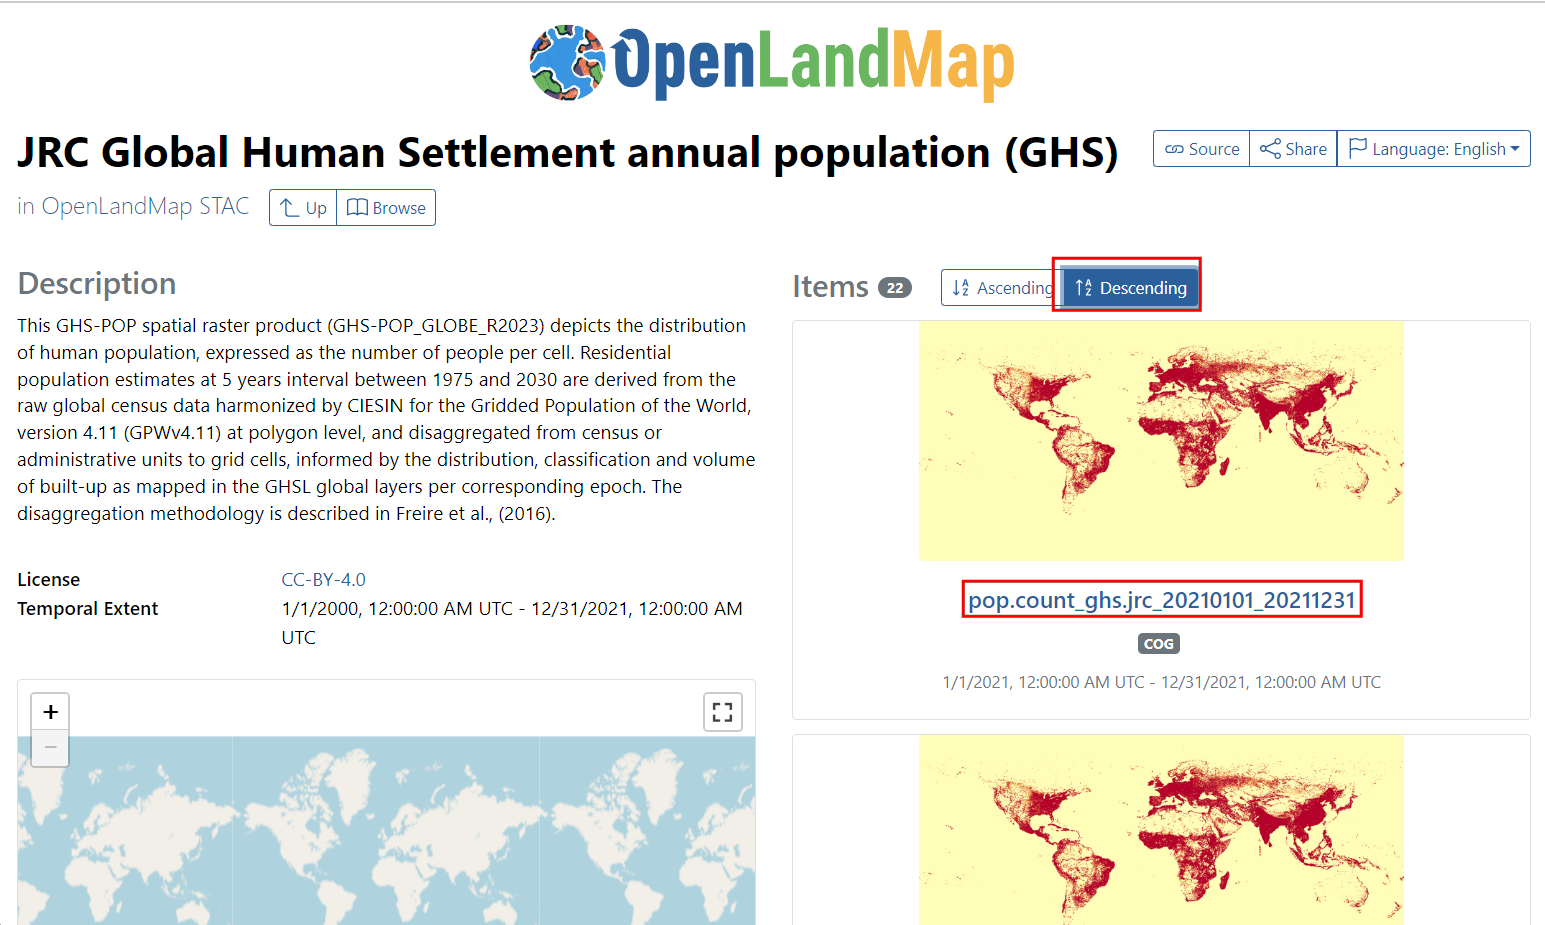 OpenLandMap
JRC Global Human Settlement annual population (GHS)
Source
Share
Language: English
in OpenLandMap STAC
Up
Browse
Description
This GHS-POP spatial raster product (GHS-POP_GLOBE_R2023) depicts the distribution
of human population, expressed as the number of people per cell. Residential
population estimates at 5 years interval between 1975 and 2030 are derived from the
raw global census data harmonized by CIESIN for the Gridded Population of the World,
version 4.11 (GPWv4.11) at polygon level, and disaggregated from census or
administrative units to grid cells, informed by the distribution, classification and volume
of built-up as mapped in the GHSL global layers per corresponding epoch. The
disaggregation methodology is described in Freire et al., (2016).
License CC-BY-4.0
Temporal Extent 1/1/2000, 12:00:00 AM UTC - 12/31/2021, 12:00:00 AM
UTC
+
−
Items 22
Ascending
Descending
pop.count_ghs.jrc_20210101_20211231
COG
1/1/2021, 12:00:00 AM UTC - 12/31/2021, 12:00:00 AM UTC